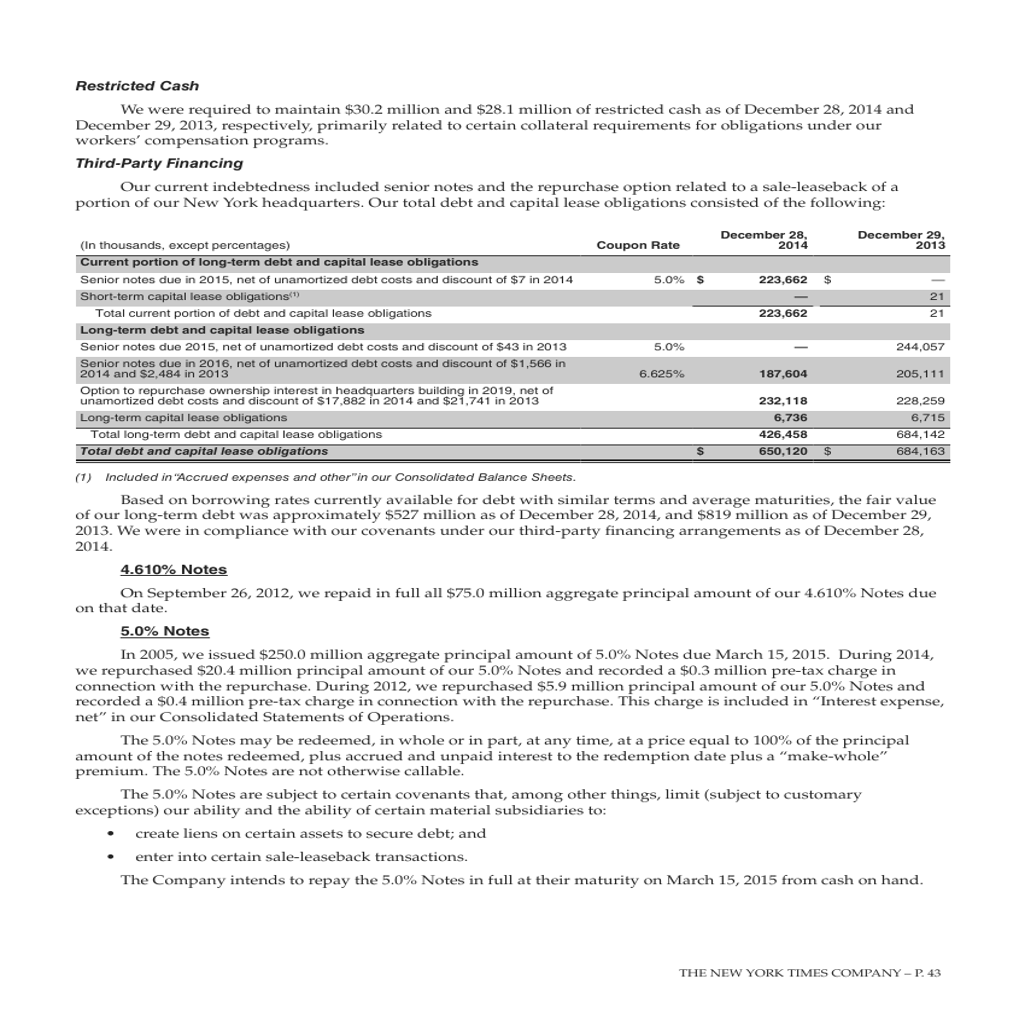 Restricted Cash
We were required to maintain $30.2 million and $28.1 million of restricted cash as of December 28, 2014 and
December 29, 2013, respectively, primarily related to certain collateral requirements for obligations under our
workers’ compensation programs.
Third-Party Financing
Our current indebtedness included senior notes and the repurchase option related to a sale-leaseback of a
portion of our New York headquarters. Our total debt and capital lease obligations consisted of the following:
(In thousands, except percentages) Coupon Rate December 28, 2014 December 29, 2013
Current portion of long-term debt and capital lease obligations
Senior notes due in 2015, net of unamortized debt costs and discount of $7 in 2014 5.0% $ 223,662 $ —
Short-term capital lease obligations(1) — 21
Total current portion of debt and capital lease obligations 223,662 21
Long-term debt and capital lease obligations
Senior notes due 2015, net of unamortized debt costs and discount of $43 in 2013 5.0% — 244,057
Senior notes due in 2016, net of unamortized debt costs and discount of $1,566 in
2014 and $2,484 in 2013 6.625% 187,604 205,111
Option to repurchase ownership interest in headquarters building in 2019, net of
unamortized debt costs and discount of $17,882 in 2014 and $21,741 in 2013 232,118 228,259
Long-term capital lease obligations 6,736 6,715
Total long-term debt and capital lease obligations 426,458 684,142
Total debt and capital lease obligations $ 650,120 $ 684,163
(1) Included in “Accrued expenses and other” in our Consolidated Balance Sheets.
Based on borrowing rates currently available for debt with similar terms and average maturities, the fair value
of our long-term debt was approximately $527 million as of December 28, 2014, and $819 million as of December 29,
2013. We were in compliance with our covenants under our third-party financing arrangements as of December 28,
2014.
4.610% Notes
On September 26, 2012, we repaid in full all $75.0 million aggregate principal amount of our 4.610% Notes due
on that date.
5.0% Notes
In 2005, we issued $250.0 million aggregate principal amount of 5.0% Notes due March 15, 2015. During 2014,
we repurchased $20.4 million principal amount of our 5.0% Notes and recorded a $0.3 million pre-tax charge in
connection with the repurchase. During 2012, we repurchased $5.9 million principal amount of our 5.0% Notes and
recorded a $0.4 million pre-tax charge in connection with the repurchase. This charge is included in “Interest expense,
net” in our Consolidated Statements of Operations.
The 5.0% Notes may be redeemed, in whole or in part, at any time, at a price equal to 100% of the principal
amount of the notes redeemed, plus accrued and unpaid interest to the redemption date plus a “make-whole”
premium. The 5.0% Notes are not otherwise callable.
The 5.0% Notes are subject to certain covenants that, among other things, limit (subject to customary
exceptions) our ability and the ability of certain material subsidiaries to:
• create liens on certain assets to secure debt; and
• enter into certain sale-leaseback transactions.
The Company intends to repay the 5.0% Notes in full at their maturity on March 15, 2015 from cash on hand.
THE NEW YORK TIMES COMPANY – P. 43